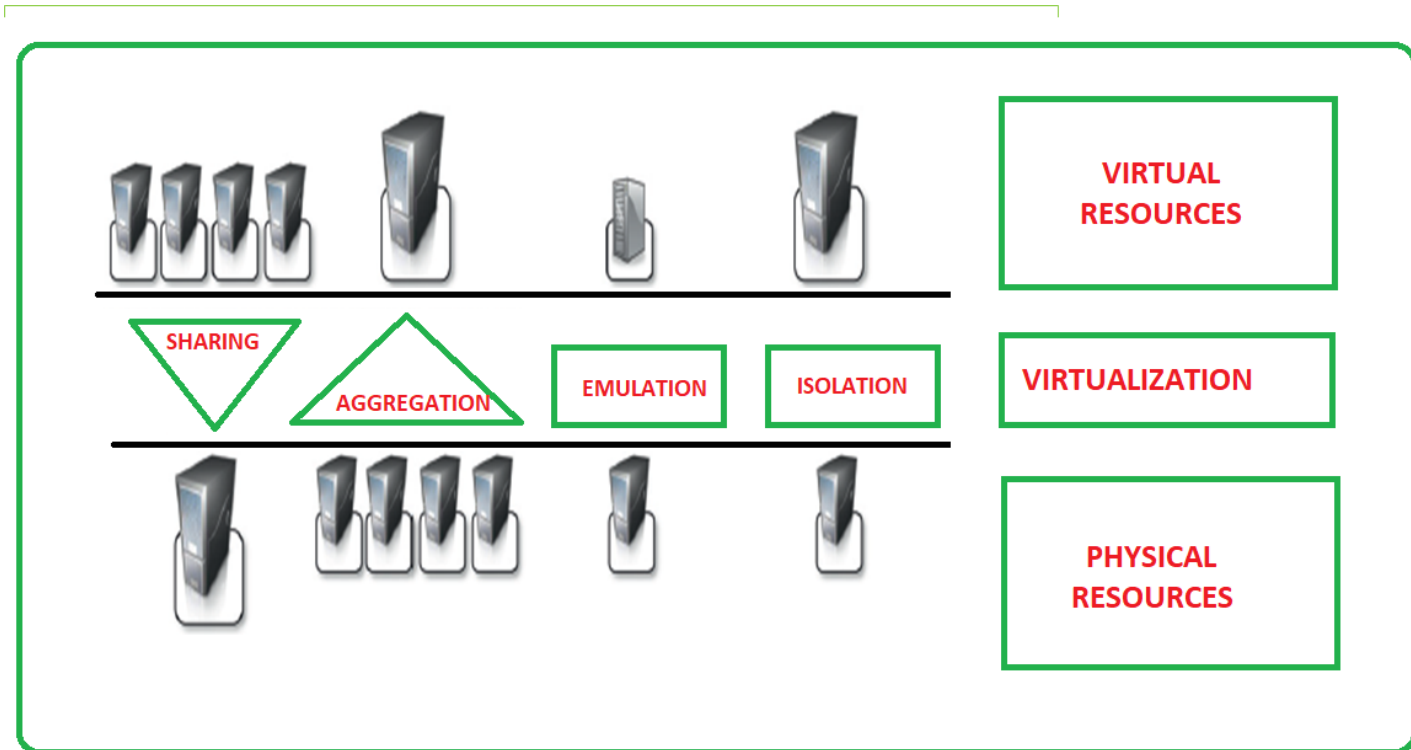 VIRTUAL
RESOURCES
SHARING
AGGREGATION
EMULATION
ISOLATION
VIRTUALIZATION
PHYSICAL
RESOURCES